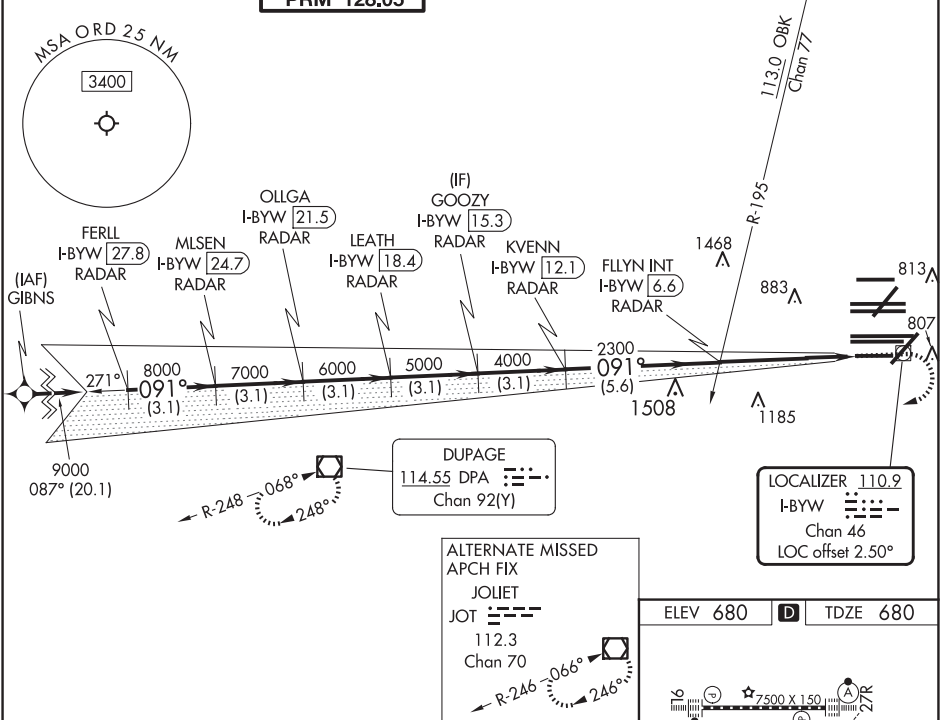 PRM 128.05
MSA ORD 25 NM
3400
113.0 OBK
Chan 77
R-195
(IAF)
GIBNS
FERLL
I-BYW 27.8
RADAR
MLSEN
I-BYW 24.7
RADAR
OLLGA
I-BYW 21.5
RADAR
LEATH
I-BYW 18.4
RADAR
(IF)
GOOZY
I-BYW 15.3
RADAR
KVENN
I-BYW 12.1
RADAR
FLLYN INT
I-BYW 6.6
RADAR
1468
883
813
807
271°
8000
091°
(3.1)
7000
(3.1)
6000
(3.1)
5000
(3.1)
4000
(3.1)
2300
091°
(5.6)
1508
1185
9000
087° (20.1)
R-248
068°
248°
DUPAGE
114.55 DPA
Chan 92(Y)
LOCALIZER 110.9
I-BYW
Chan 46
LOC offset 2.50°
ALTERNATE MISSED
APCH FIX
JOLIET
JOT
112.3
Chan 70
R-246
066°
246°
ELEV 680 D TDZE 680
16
P
7500 X 150
A
27R
P